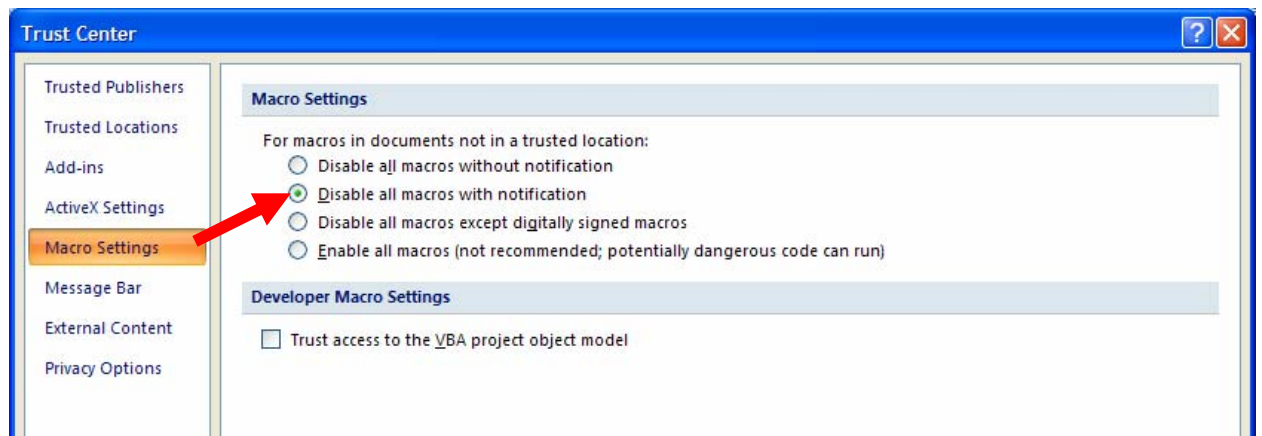 Trust Center
Trusted Publishers
Trusted Locations
Add-ins
ActiveX Settings
Macro Settings
Message Bar
External Content
Privacy Options
Macro Settings
For macros in documents not in a trusted location:
Disable all macros without notification
Disable all macros with notification
Disable all macros except digitally signed macros
Enable all macros (not recommended; potentially dangerous code can run)
Developer Macro Settings
Trust access to the VBA project object model